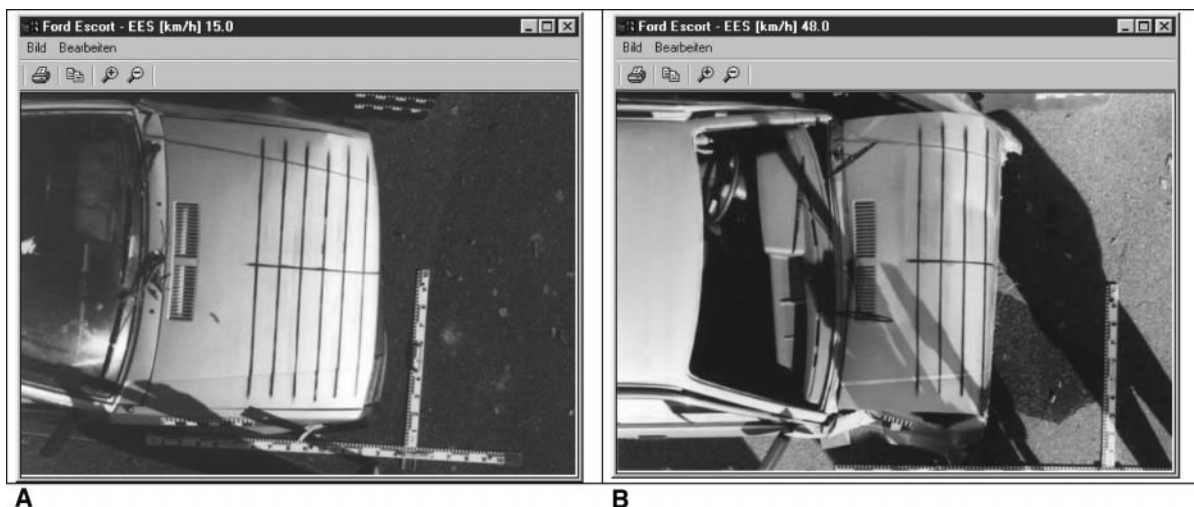 Ford Escort - EES [km/h] 15.0
Bild Bearbeiten
A
Ford Escort - EES [km/h] 48.0
Bild Bearbeiten
B